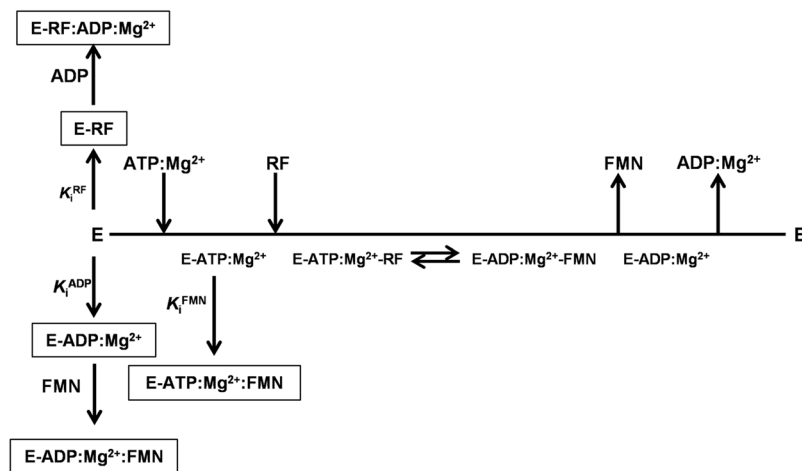 E-RF:ADP:Mg²⁺
ADP
E-RF
Kᵢᴿᶠ
ATP:Mg²⁺
RF
FMN
ADP:Mg²⁺
E
E
E-ATP:Mg²⁺
E-ATP:Mg²⁺-RF
E-ADP:Mg²⁺-FMN
E-ADP:Mg²⁺
Kᵢᴬᴰᴾ
KᵢFMN
E-ADP:Mg²⁺
FMN
E-ATP:Mg²⁺:FMN
E-ADP:Mg²⁺:FMN